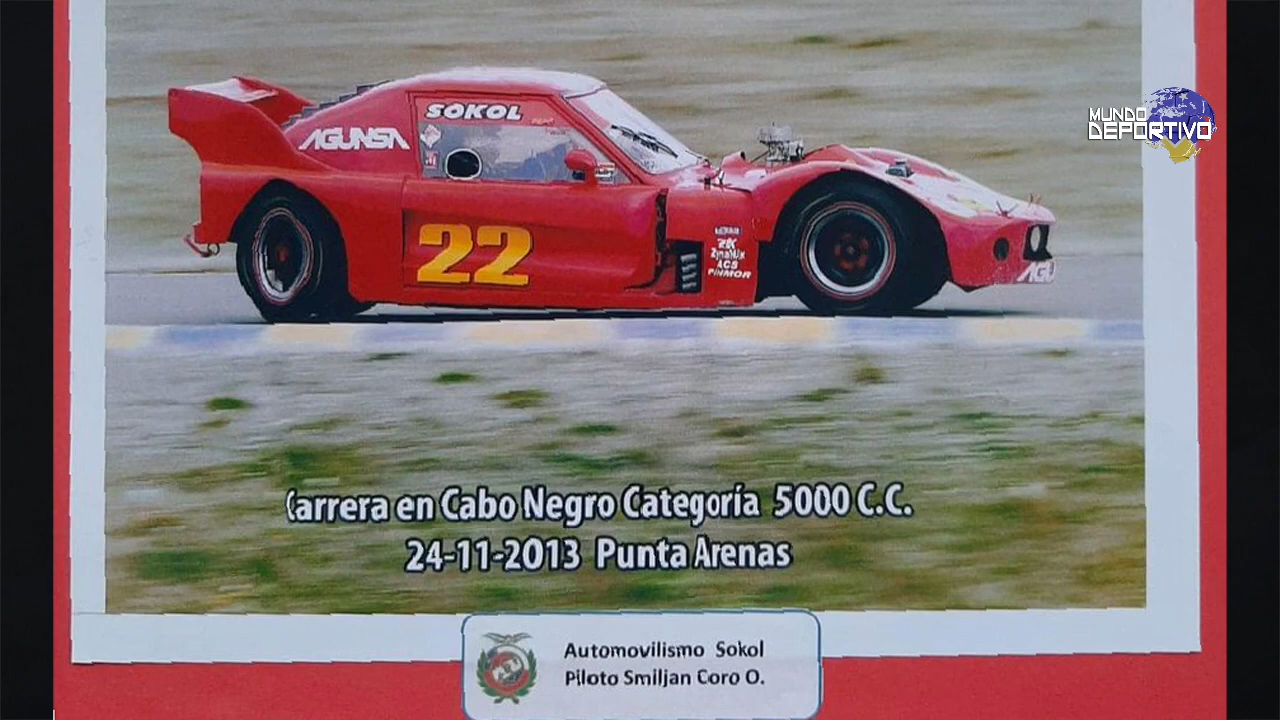 SOKOL
AGUNSA
22
MUNDO
DEPORTIVO
Carrera en Cabo Negro Categoría 5000 C.C.
24-11-2013 Punta Arenas
Automovilismo Sokol
Piloto Smiljan Coro O.